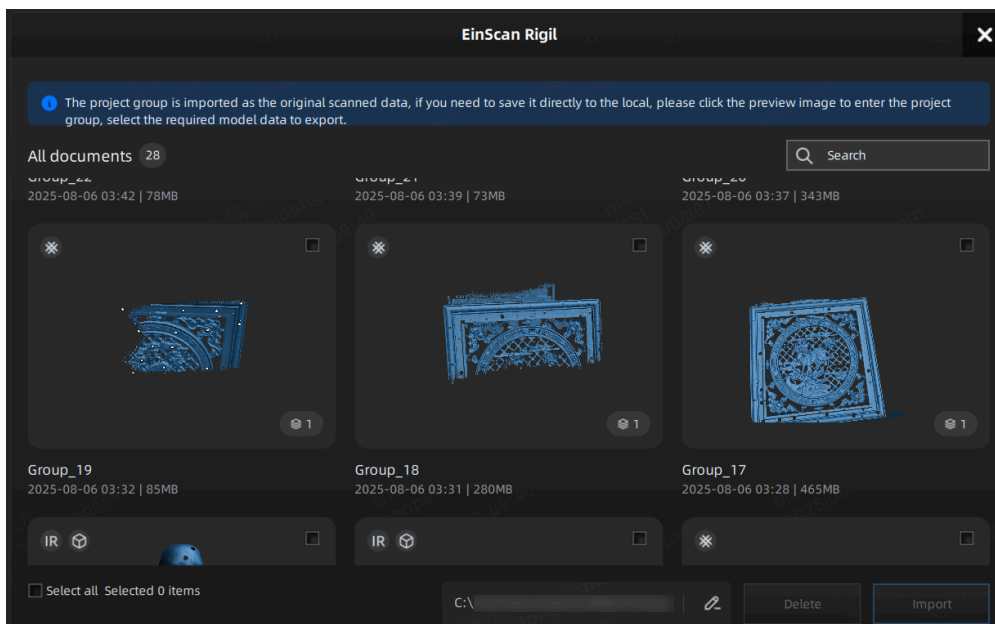 EinScan Rigil
The project group is imported as the original scanned data, if you need to save it directly to the local, please click the preview image to enter the project
group, select the required model data to export.
All documents 28
Search
Group_22 Group_21 Group_20
2025-08-06 03:42 | 78MB 2025-08-06 03:39 | 73MB 2025-08-06 03:37 | 343MB
1 1 1
Group_19 Group_18 Group_17
2025-08-06 03:32 | 85MB 2025-08-06 03:31 | 280MB 2025-08-06 03:28 | 465MB
IR IR
Select all Selected 0 items
C:\
Delete Import